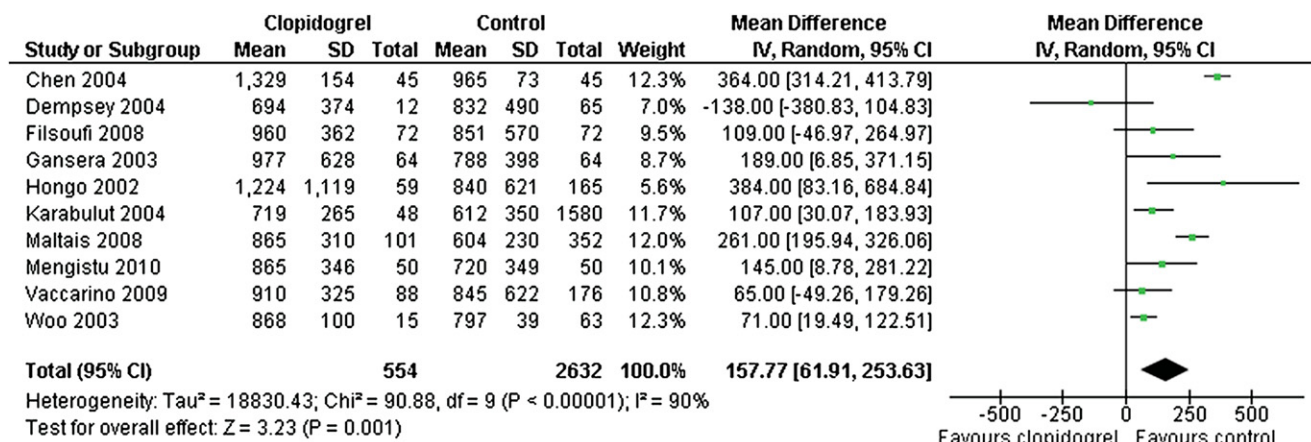 Clopidogrel Control Mean Difference Mean Difference
Study or Subgroup Mean SD Total Mean SD Total Weight IV, Random, 95% CI IV, Random, 95% CI
Chen 2004 1,329 154 45 965 73 45 12.3% 364.00 [314.21, 413.79]
Dempsey 2004 694 374 12 832 490 65 7.0% -138.00 [-380.83, 104.83]
Filsoufi 2008 960 362 72 851 570 72 9.5% 109.00 [-46.97, 264.97]
Gansera 2003 977 628 64 788 398 64 8.7% 189.00 [6.85, 371.15]
Hongo 2002 1,224 1,119 59 840 621 165 5.6% 384.00 [83.16, 684.84]
Karabulut 2004 719 265 48 612 350 1580 11.7% 107.00 [30.07, 183.93]
Maltais 2008 865 310 101 604 230 352 12.0% 261.00 [195.94, 326.06]
Mengistu 2010 865 346 50 720 349 50 10.1% 145.00 [8.78, 281.22]
Vaccarino 2009 910 325 88 845 622 176 10.8% 65.00 [-49.26, 179.26]
Woo 2003 868 100 15 797 39 63 12.3% 71.00 [19.49, 122.51]
Total (95% CI) 554 2632 100.0% 157.77 [61.91, 253.63]
Heterogeneity: Tau² = 18830.43; Chi² = 90.88, df = 9 (P < 0.00001); I² = 90%
Test for overall effect: Z = 3.23 (P = 0.001)
-500 -250 0 250 500
Favours clopidogrel Favours control